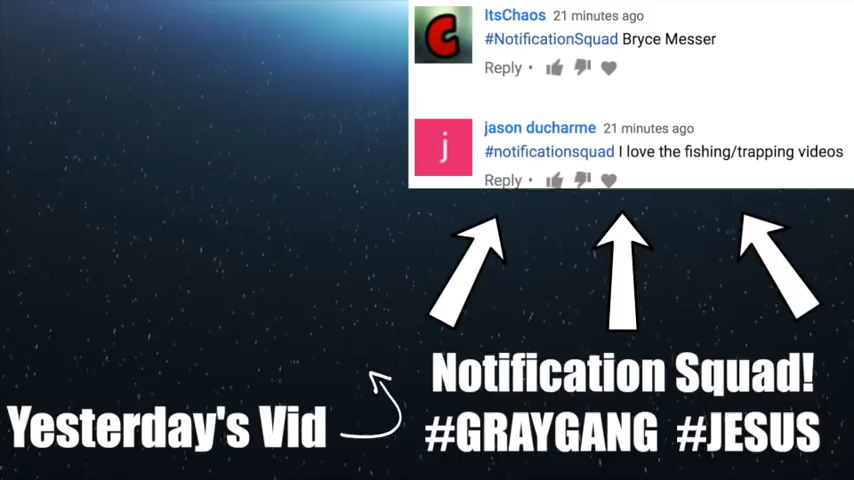 ItsChaos 21 minutes ago
#NotificationSquad Bryce Messer
Reply •
j
jason ducharme 21 minutes ago
#notificationsquad I love the fishing/trapping videos
Reply •
Notification Squad!
Yesterday's Vid
#GRAYGANG #JESUS